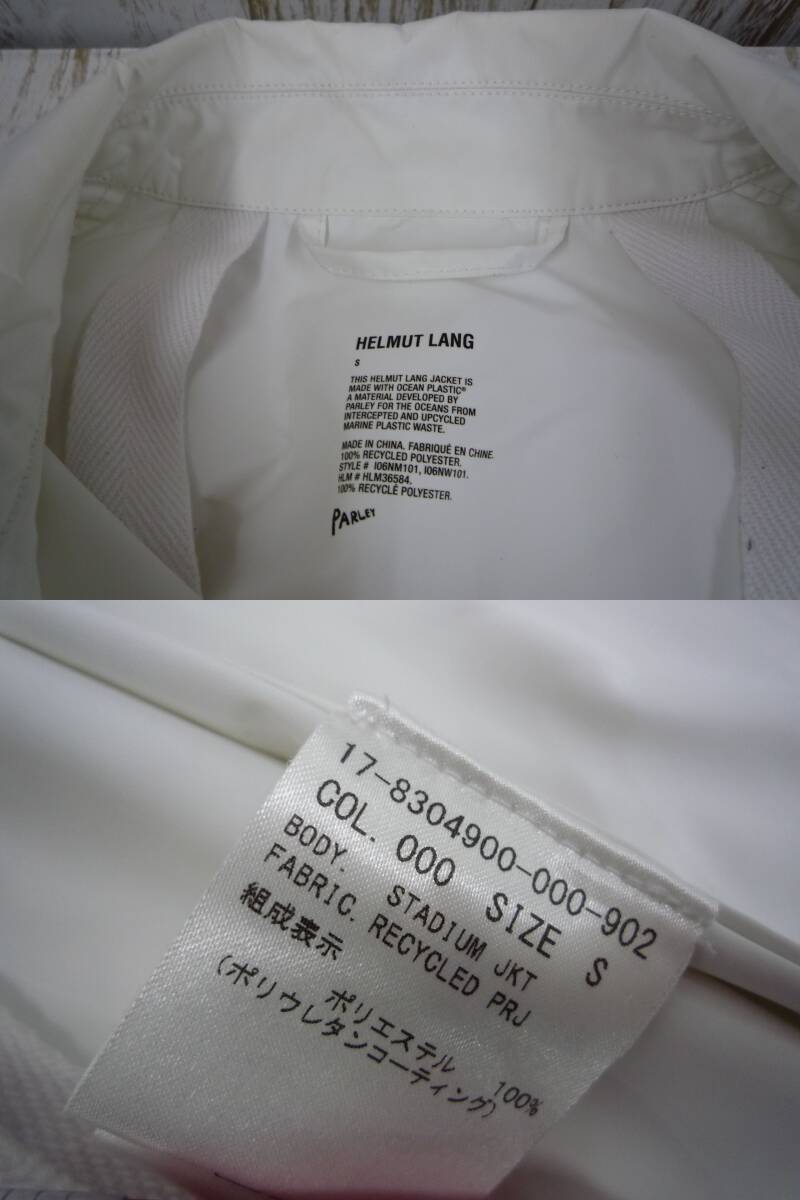 HELMUT LANG
S
THIS HELMUT LANG JACKET IS
MADE WITH OCEAN PLASTIC®
A MATERIAL DEVELOPED BY
PARLEY FOR THE OCEANS FROM
INTERCEPTED AND UPCYCLED
MARINE PLASTIC WASTE.
MADE IN CHINA. FABRIQUÉ EN CHINE.
100% RECYCLED POLYESTER.
STYLE # I06NM101, I06NW101.
HLM # HLM36584.
100% RECYCLÉ POLYESTER.
PARLEY
17-8304900-000-902
COL. 000 SIZE S
BODY. STADIUM JKT
FABRIC. RECYCLED PRJ
組成表示
ポリエステル 100%
(ポリウレタンコーティング)